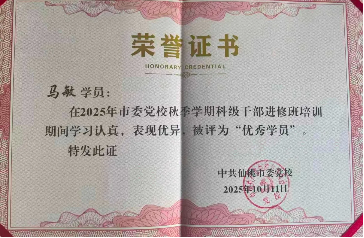 荣誉证书
HONORARY CREDENTIAL
马敏 学员：
在2025年市委党校秋季学期科级干部进修班培训
期间学习认真，表现优异，被评为“优秀学员”。
特发此证
中共仙桃市委党校
2025年10月11日